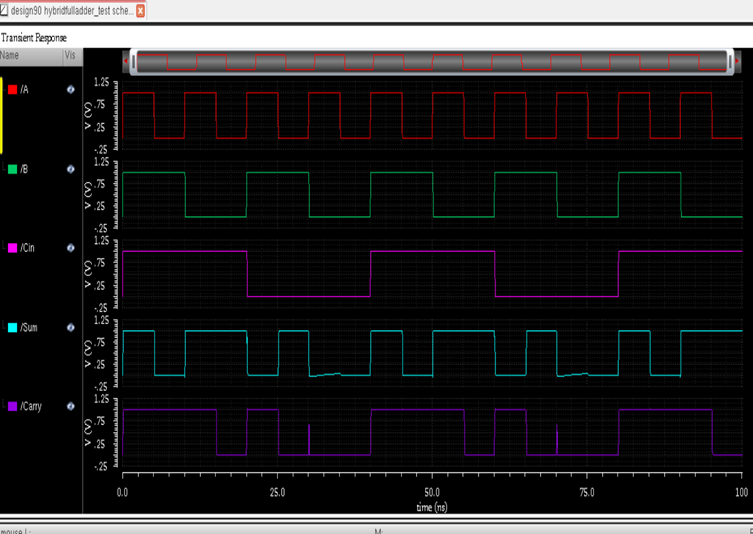 design90 hybridfulladder_test sche...
Transient Response
Name Vis
/A
V (V)
1.25
.75
.25
-.25
/B
V (V)
1.25
.75
.25
-.25
/Cin
V (V)
1.25
.75
.25
-.25
/Sum
V (V)
1.25
.75
.25
-.25
/Carry
V (V)
1.25
.75
.25
-.25
0.0 25.0 50.0 75.0 100
time (ns)
mouse L: M: